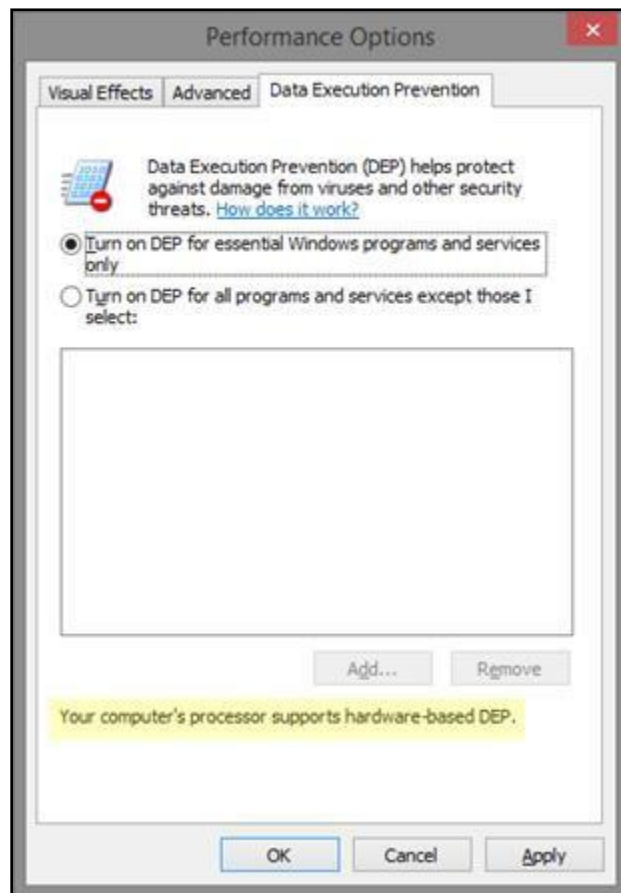 Performance Options
Visual Effects Advanced Data Execution Prevention
Data Execution Prevention (DEP) helps protect
against damage from viruses and other security
threats. How does it work?
Turn on DEP for essential Windows programs and services
only
Turn on DEP for all programs and services except those I
select:
Add... Remove
Your computer's processor supports hardware-based DEP.
OK Cancel Apply